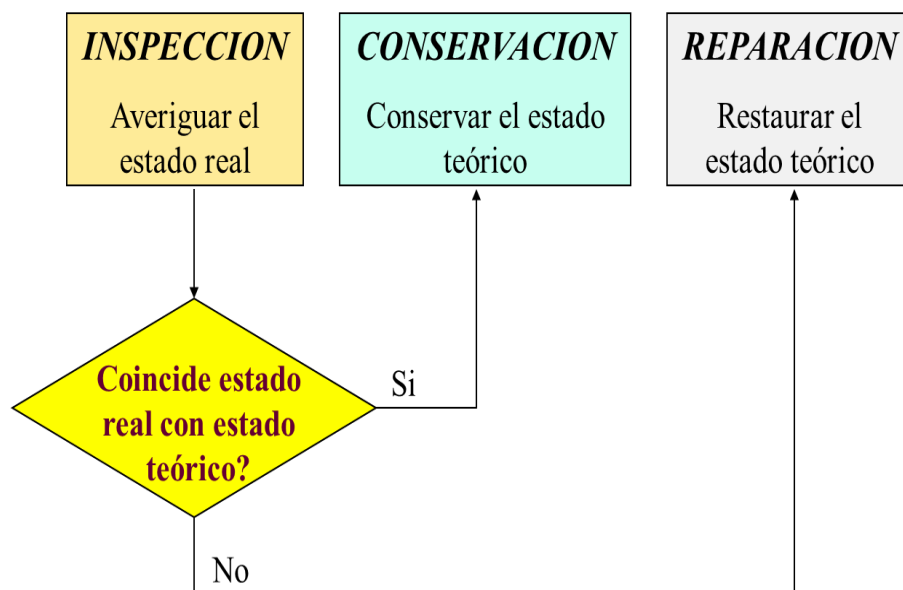 INSPECCION
Averiguar el
estado real
CONSERVACION
Conservar el estado
teórico
REPARACION
Restaurar el
estado teórico
Coincide estado
real con estado
teórico?
Si
No